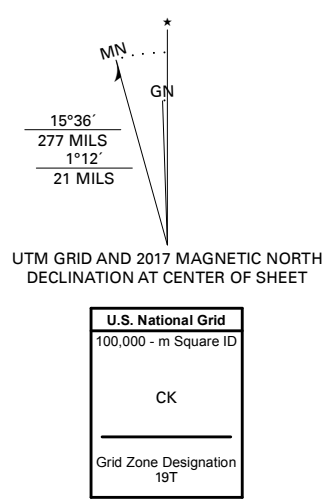 MN
GN
15°36´
277 MILS
1°12´
21 MILS
UTM GRID AND 2017 MAGNETIC NORTH
DECLINATION AT CENTER OF SHEET
U.S. National Grid
100,000 - m Square ID
CK
Grid Zone Designation
19T